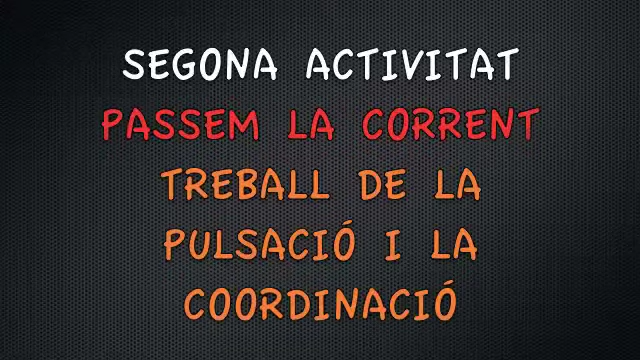 SEGONA ACTIVITAT
PASSEM LA CORRENT
TREBALL DE LA
PULSACIÓ I LA
COORDINACIÓ